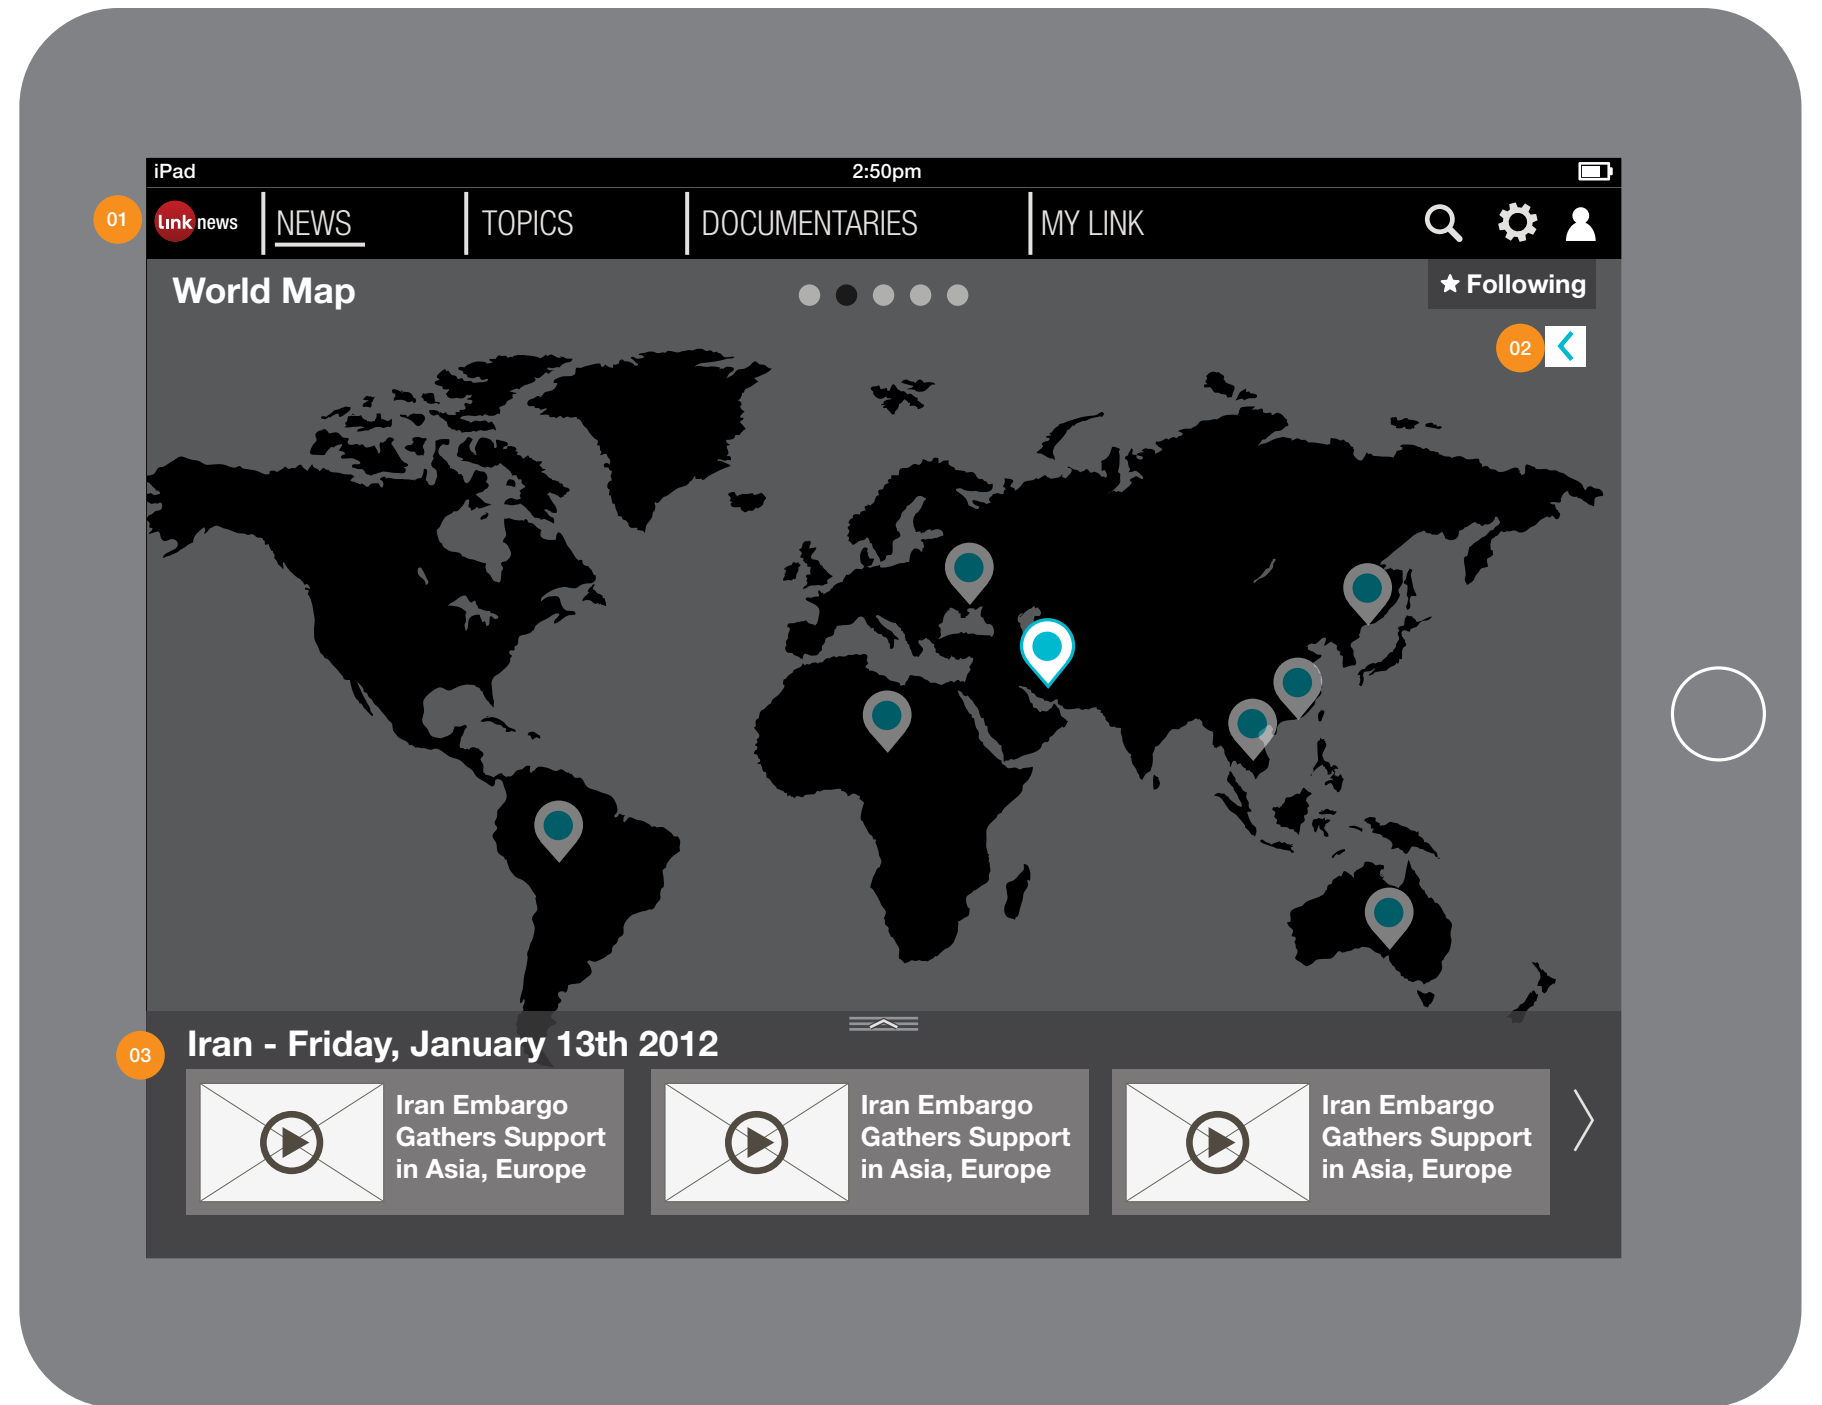 iPad
2:50pm
01
link news
NEWS
TOPICS
DOCUMENTARIES
MY LINK
World Map
Following
02
03
Iran - Friday, January 13th 2012
Iran Embargo
Gathers Support
in Asia, Europe
Iran Embargo
Gathers Support
in Asia, Europe
Iran Embargo
Gathers Support
in Asia, Europe